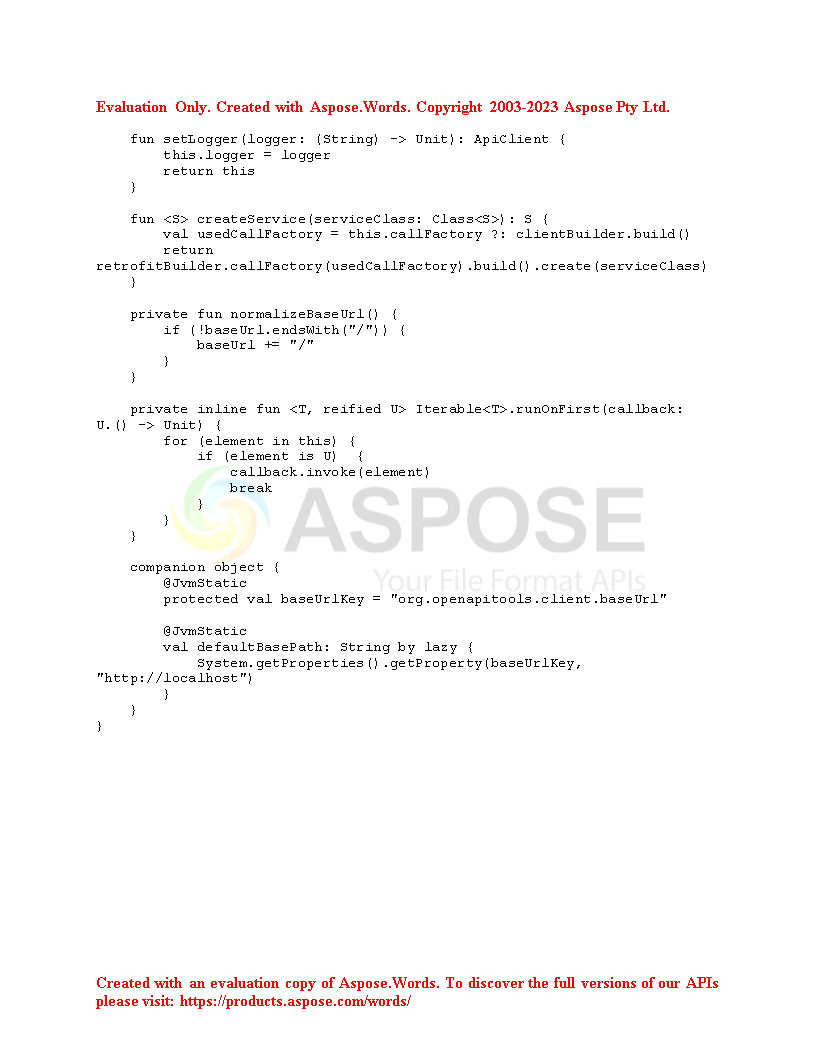 Evaluation Only. Created with Aspose.Words. Copyright 2003-2023 Aspose Pty Ltd.
    fun setLogger(logger: (String) -> Unit): ApiClient {
        this.logger = logger
        return this
    }

    fun <S> createService(serviceClass: Class<S>): S {
        val usedCallFactory = this.callFactory ?: clientBuilder.build()
        return
retrofitBuilder.callFactory(usedCallFactory).build().create(serviceClass)
    }

    private fun normalizeBaseUrl() {
        if (!baseUrl.endsWith("/")) {
            baseUrl += "/"
        }
    }

    private inline fun <T, reified U> Iterable<T>.runOnFirst(callback:
U.() -> Unit) {
        for (element in this) {
            if (element is U)  {
                callback.invoke(element)
                break
            }
        }
    }
ASPOSE
Your File Format APIs

    companion object {
        @JvmStatic
        protected val baseUrlKey = "org.openapitools.client.baseUrl"

        @JvmStatic
        val defaultBasePath: String by lazy {
            System.getProperties().getProperty(baseUrlKey,
"http://localhost")
        }
    }
}
Created with an evaluation copy of Aspose.Words. To discover the full versions of our APIs
please visit: https://products.aspose.com/words/